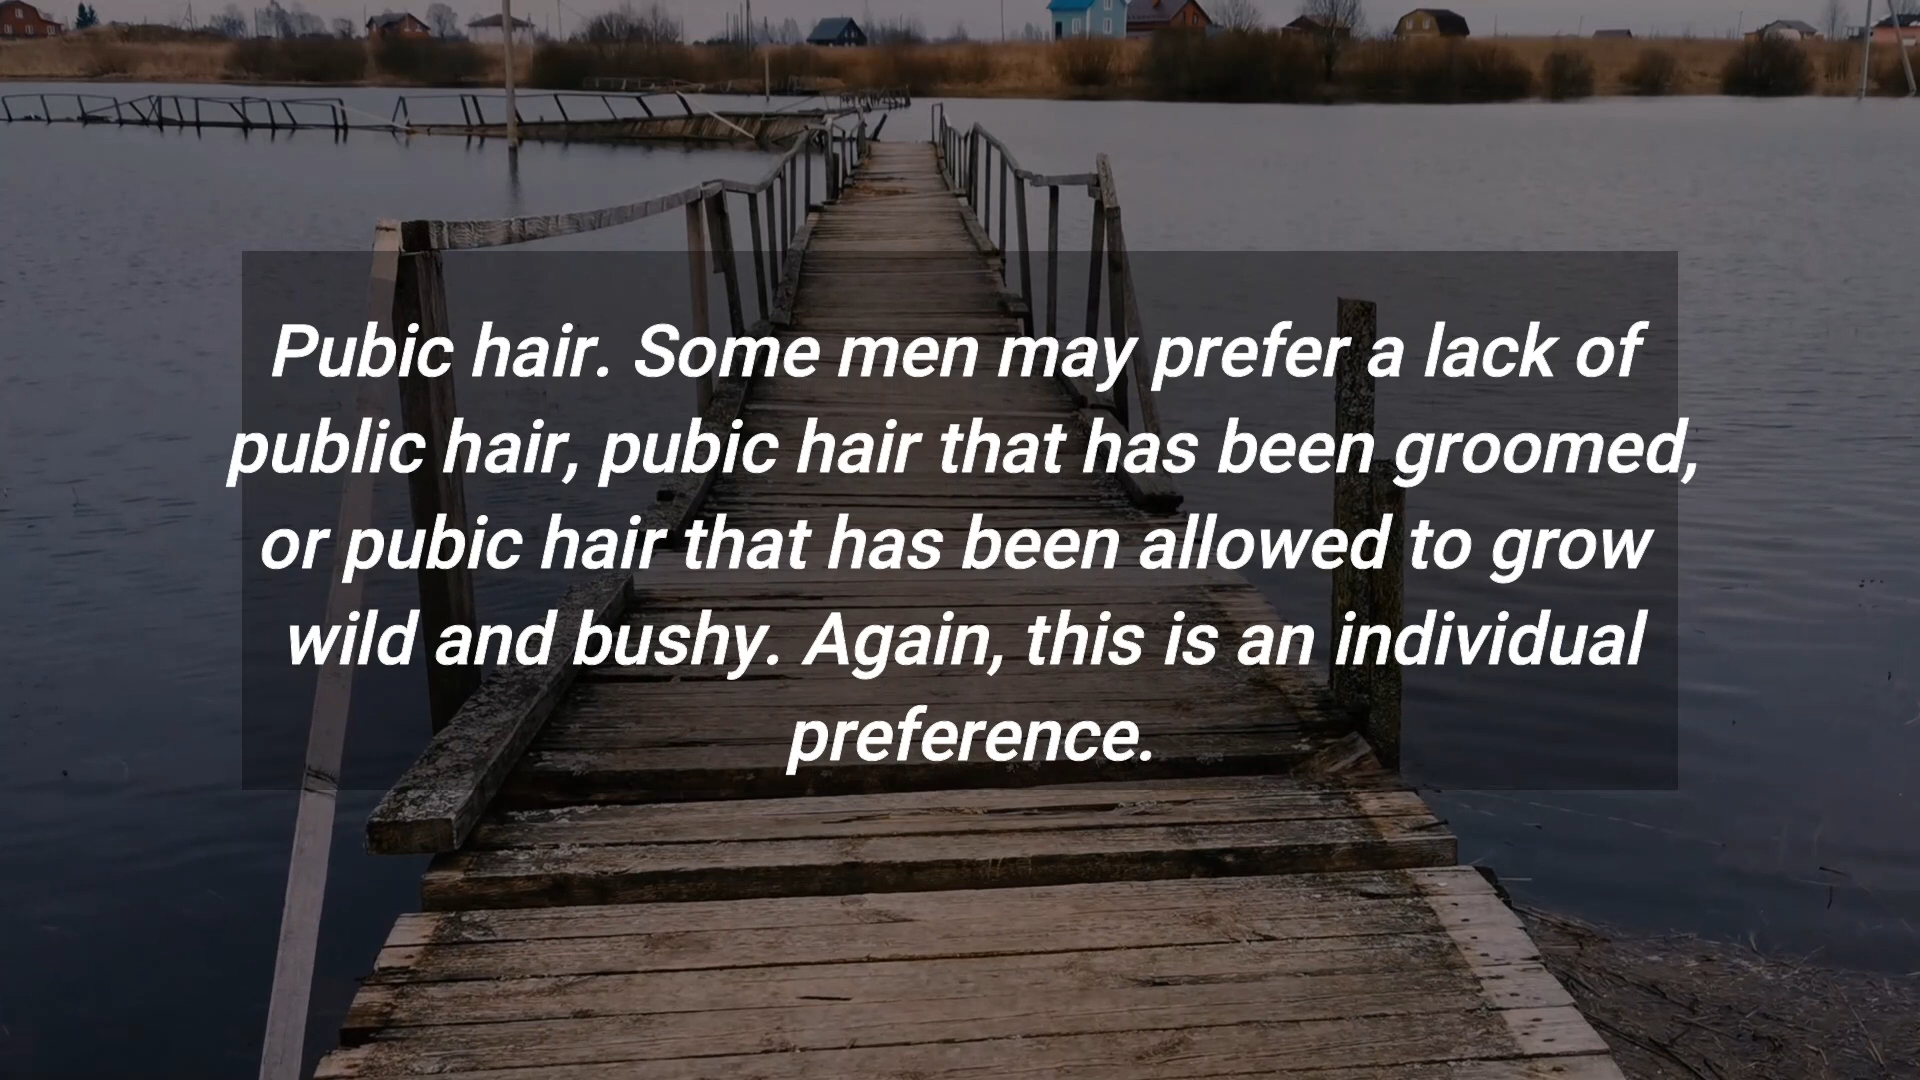 Pubic hair. Some men may prefer a lack of
public hair, pubic hair that has been groomed,
or pubic hair that has been allowed to grow
wild and bushy. Again, this is an individual
preference.